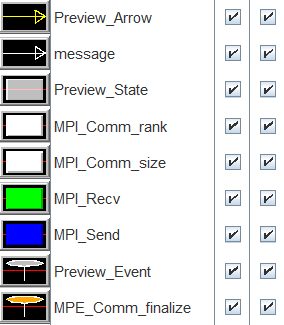 Preview_Arrow
message
Preview_State
MPI_Comm_rank
MPI_Comm_size
MPI_Recv
MPI_Send
Preview_Event
MPE_Comm_finalize